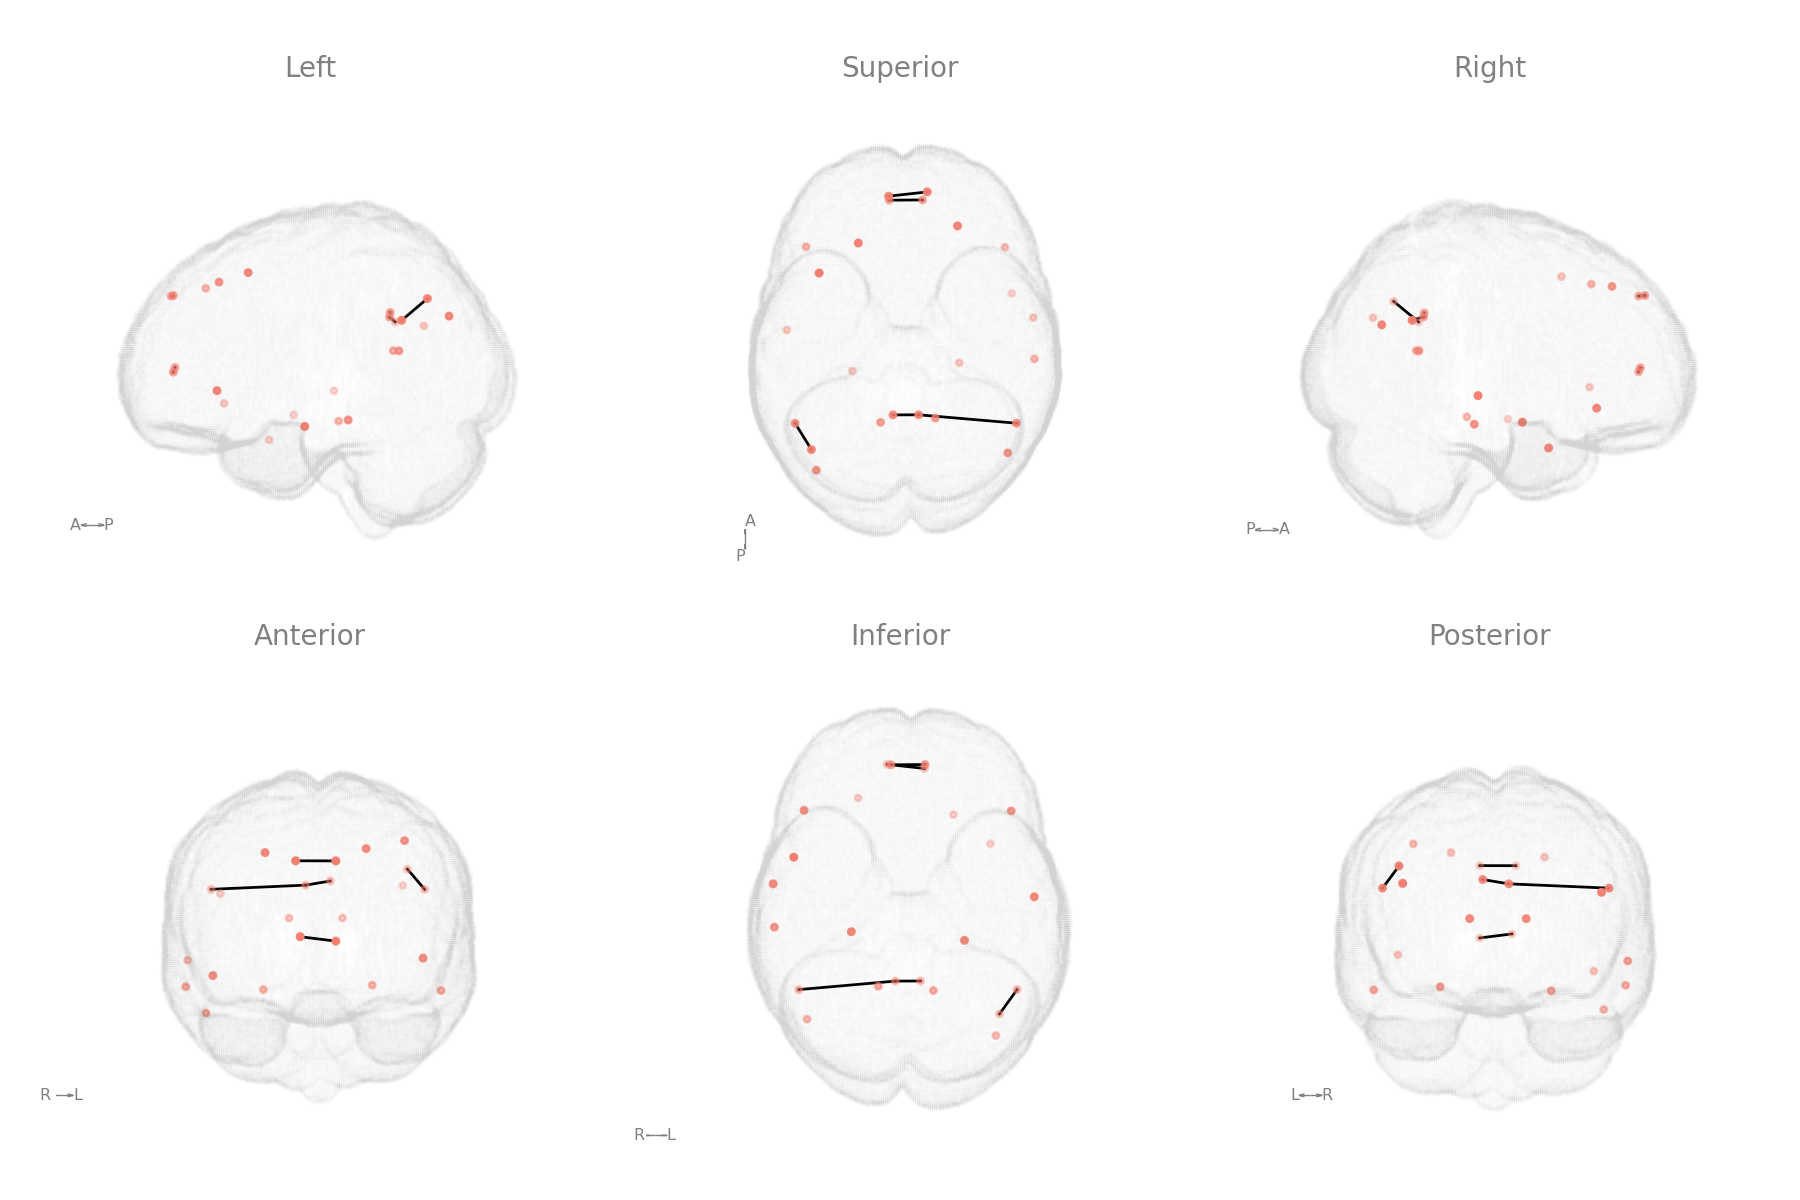 Left
Superior
Right
A
P
A
P
P
A
Anterior
Inferior
Posterior
R
L
R
L
L
R